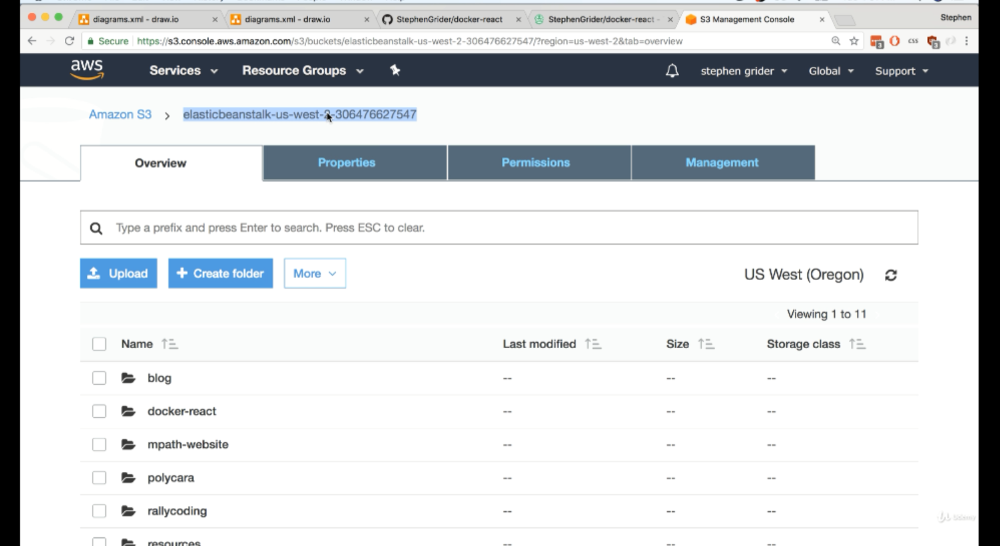 diagrams.xml - draw.io
diagrams.xml - draw.io
StephenGrider/docker-react
StephenGrider/docker-react -
S3 Management Console
Stephen
Secure https://s3.console.aws.amazon.com/s3/buckets/elasticbeanstalk-us-west-2-306476627547/?region=us-west-2&tab=overview
css
aws Services Resource Groups stephen grider Global Support
Amazon S3 > elasticbeanstalk-us-west-2-306476627547
Overview Properties Permissions Management
Type a prefix and press Enter to search. Press ESC to clear.
Upload + Create folder More US West (Oregon)
Viewing 1 to 11
Name Last modified Size Storage class
blog -- -- --
docker-react -- -- --
mpath-website -- -- --
polycara -- -- --
rallycoding -- -- --
Udemy
resources -- -- --